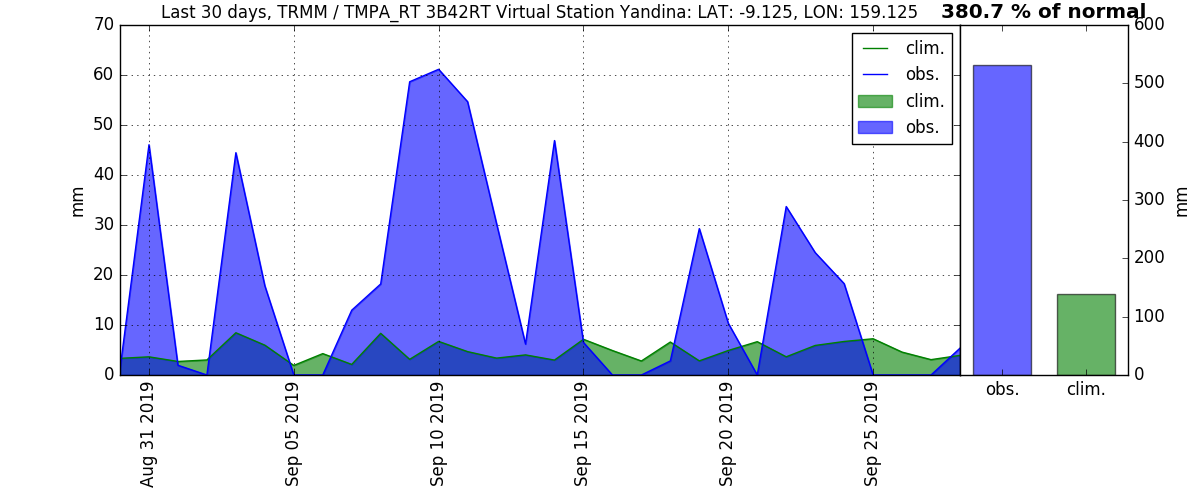 Last 30 days, TRMM / TMPA_RT 3B42RT Virtual Station Yandina: LAT: -9.125, LON: 159.125
380.7 % of normal
70
60
50
40
30
20
10
0
mm
clim.
obs.
clim.
obs.
Aug 31 2019
Sep 05 2019
Sep 10 2019
Sep 15 2019
Sep 20 2019
Sep 25 2019
600
500
400
300
200
100
0
mm
obs.
clim.